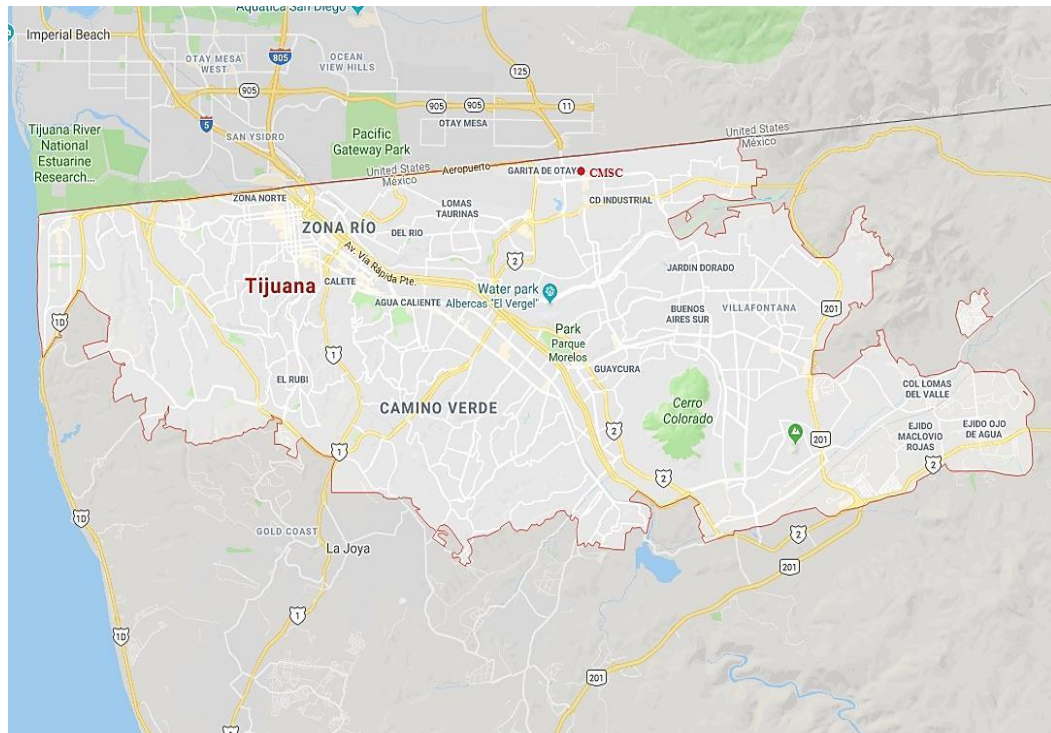 Aquatica San Diego
Imperial Beach
OTAY MESA
WEST
805
OCEAN
VIEW HILLS
125
905
905
905
905
11
5
OTAY MESA
SAN YSIDRO
Tijuana River
National
Estuarine
Research...
Pacific
Gateway Park
United States
México
United States
México
Aeropuerto
GARITA DE OTAY
CMSC
ZONA NORTE
LOMAS
TAURINAS
CD INDUSTRIAL
ZONA RÍO
DEL RIO
Av. Vía Rápida Pte.
2
JARDIN DORADO
Tijuana
CALETE
Water park
Albercas "El Vergel"
AGUA CALIENTE
BUENOS
AIRES SUR
VILLAFONTANA
201
1D
Park
Parque
Morelos
1
GUAYCURA
EL RUBI
CAMINO VERDE
Cerro
Colorado
COL LOMAS
DEL VALLE
2
201
EJIDO
MACLOVIO
ROJAS
EJIDO OJO
DE AGUA
1
2
2
1D
GOLD COAST
La Joya
2
201
1
1D
201